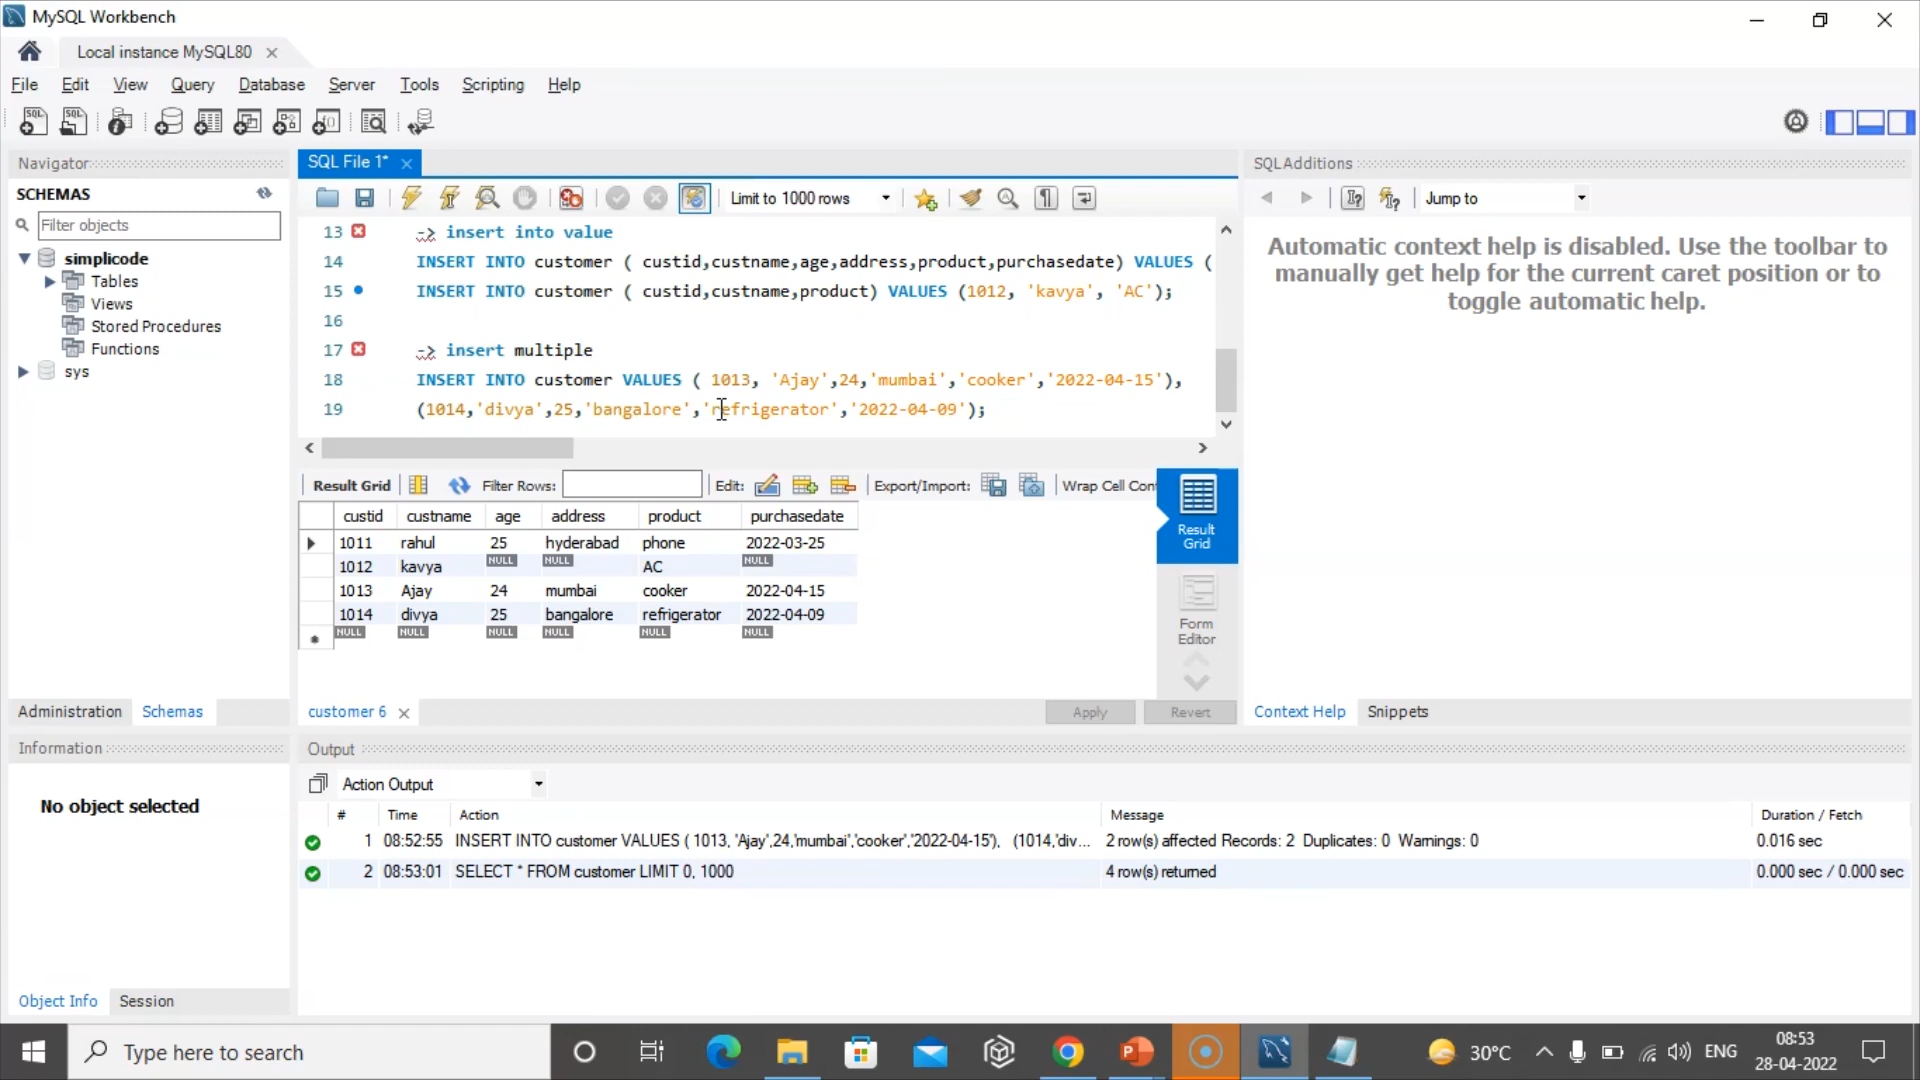 MySQL Workbench
Local instance MySQL80
File Edit View Query Database Server Tools Scripting Help
Navigator
SCHEMAS
Filter objects
simplicode
Tables
Views
Stored Procedures
Functions
sys
Administration Schemas
Information
No object selected
Object Info Session
SQL File 1*
Limit to 1000 rows
13 -> insert into value
14 INSERT INTO customer ( custid,custname,age,address,product,purchasedate) VALUES (
15 INSERT INTO customer ( custid,custname,product) VALUES (1012, 'kavya', 'AC');
16
17 -> insert multiple
18 INSERT INTO customer VALUES ( 1013, 'Ajay',24,'mumbai','cooker','2022-04-15'),
19 (1014,'divya',25,'bangalore','refrigerator','2022-04-09');
Result Grid Filter Rows: Edit: Export/Import: Wrap Cell Con
custid custname age address product purchasedate
1011 rahul 25 hyderabad phone 2022-03-25
1012 kavya NULL NULL AC NULL
1013 Ajay 24 mumbai cooker 2022-04-15
1014 divya 25 bangalore refrigerator 2022-04-09
NULL NULL NULL NULL NULL NULL
Result
Grid
Form
Editor
customer 6
Apply Revert
SQLAdditions
Jump to
Automatic context help is disabled. Use the toolbar to
manually get help for the current caret position or to
toggle automatic help.
Context Help Snippets
Output
Action Output
# Time Action Message Duration / Fetch
1 08:52:55 INSERT INTO customer VALUES ( 1013, 'Ajay',24,'mumbai','cooker','2022-04-15'), (1014,'div... 2 row(s) affected Records: 2 Duplicates: 0 Warnings: 0 0.016 sec
2 08:53:01 SELECT * FROM customer LIMIT 0, 1000 4 row(s) returned 0.000 sec / 0.000 sec
Type here to search
30°C
ENG
08:53
28-04-2022